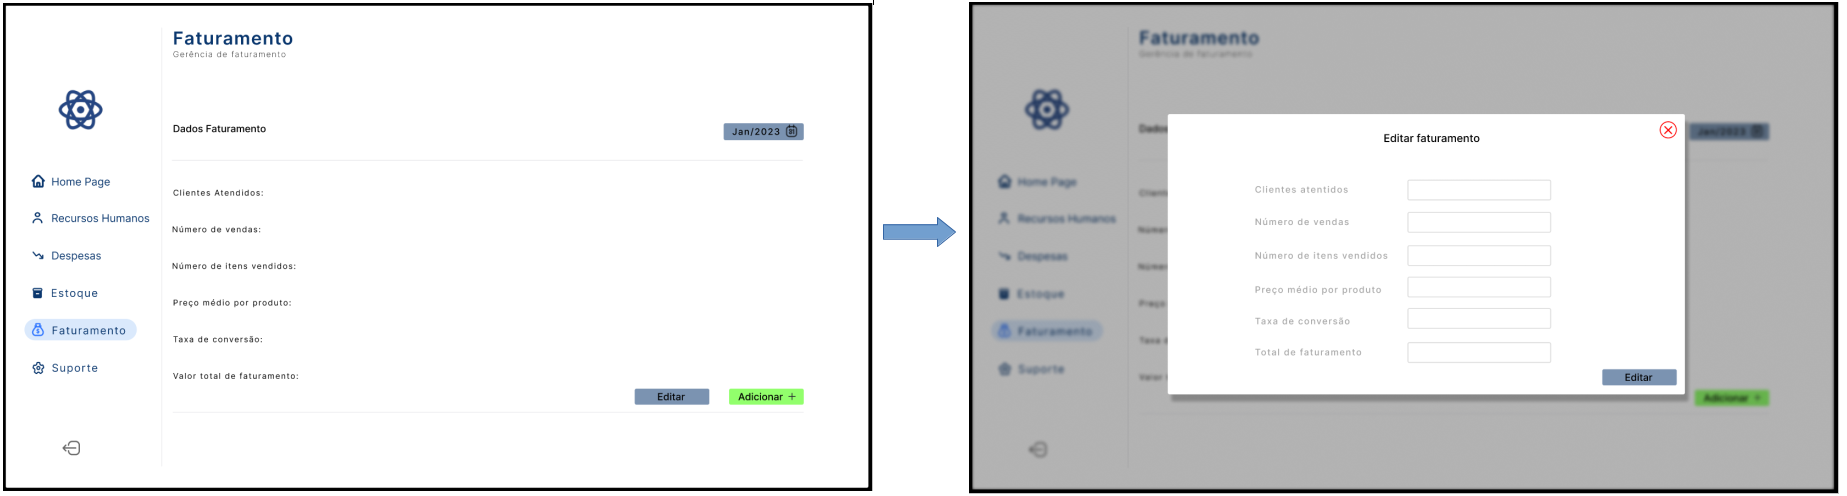 Faturamento
Gerência de faturamento
Dados Faturamento
Jan/2023
Home Page
Recursos Humanos
Despesas
Estoque
Faturamento
Suporte
Clientes Atendidos:
Número de vendas:
Número de itens vendidos:
Preço médio por produto:
Taxa de conversão:
Valor total de faturamento:
Editar
Adicionar +
Faturamento
Gerência de faturamento
Dados
Jan/2023
Home Page
Recursos Humanos
Despesas
Estoque
Faturamento
Suporte
Editar faturamento
Clientes atentidos
Número de vendas
Número de itens vendidos
Preço médio por produto
Taxa de conversão
Total de faturamento
Editar
Adicionar +